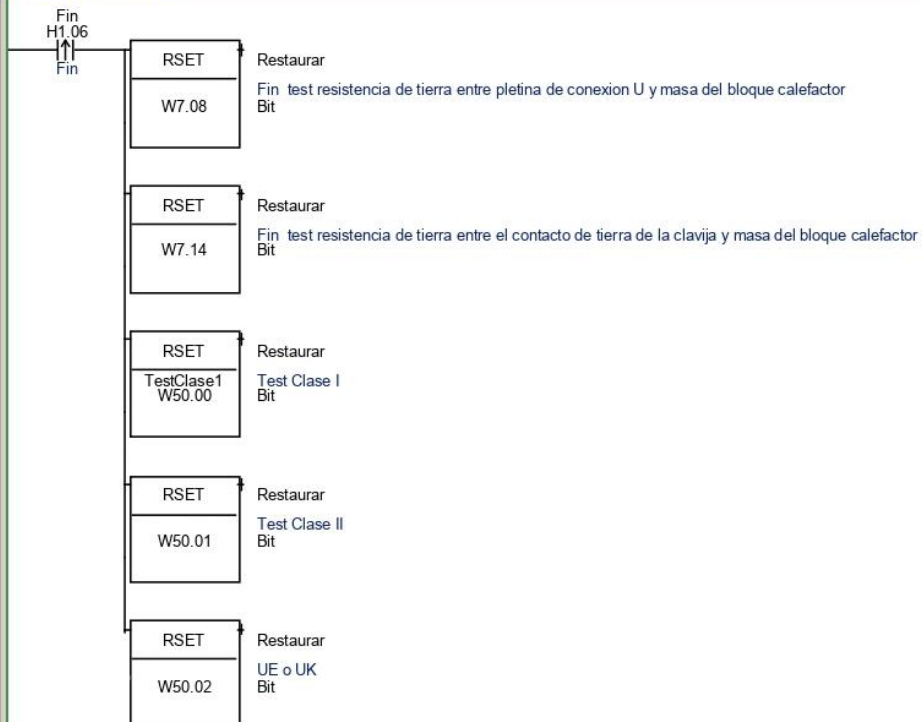 Fin
H1.06
Fin
RSET
Restaurar
W7.08
Fin test resistencia de tierra entre pletina de conexion U y masa del bloque calefactor
Bit
RSET
Restaurar
W7.14
Fin test resistencia de tierra entre el contacto de tierra de la clavija y masa del bloque calefactor
Bit
RSET
Restaurar
TestClase1
W50.00
Test Clase I
Bit
RSET
Restaurar
W50.01
Test Clase II
Bit
RSET
Restaurar
W50.02
UE o UK
Bit